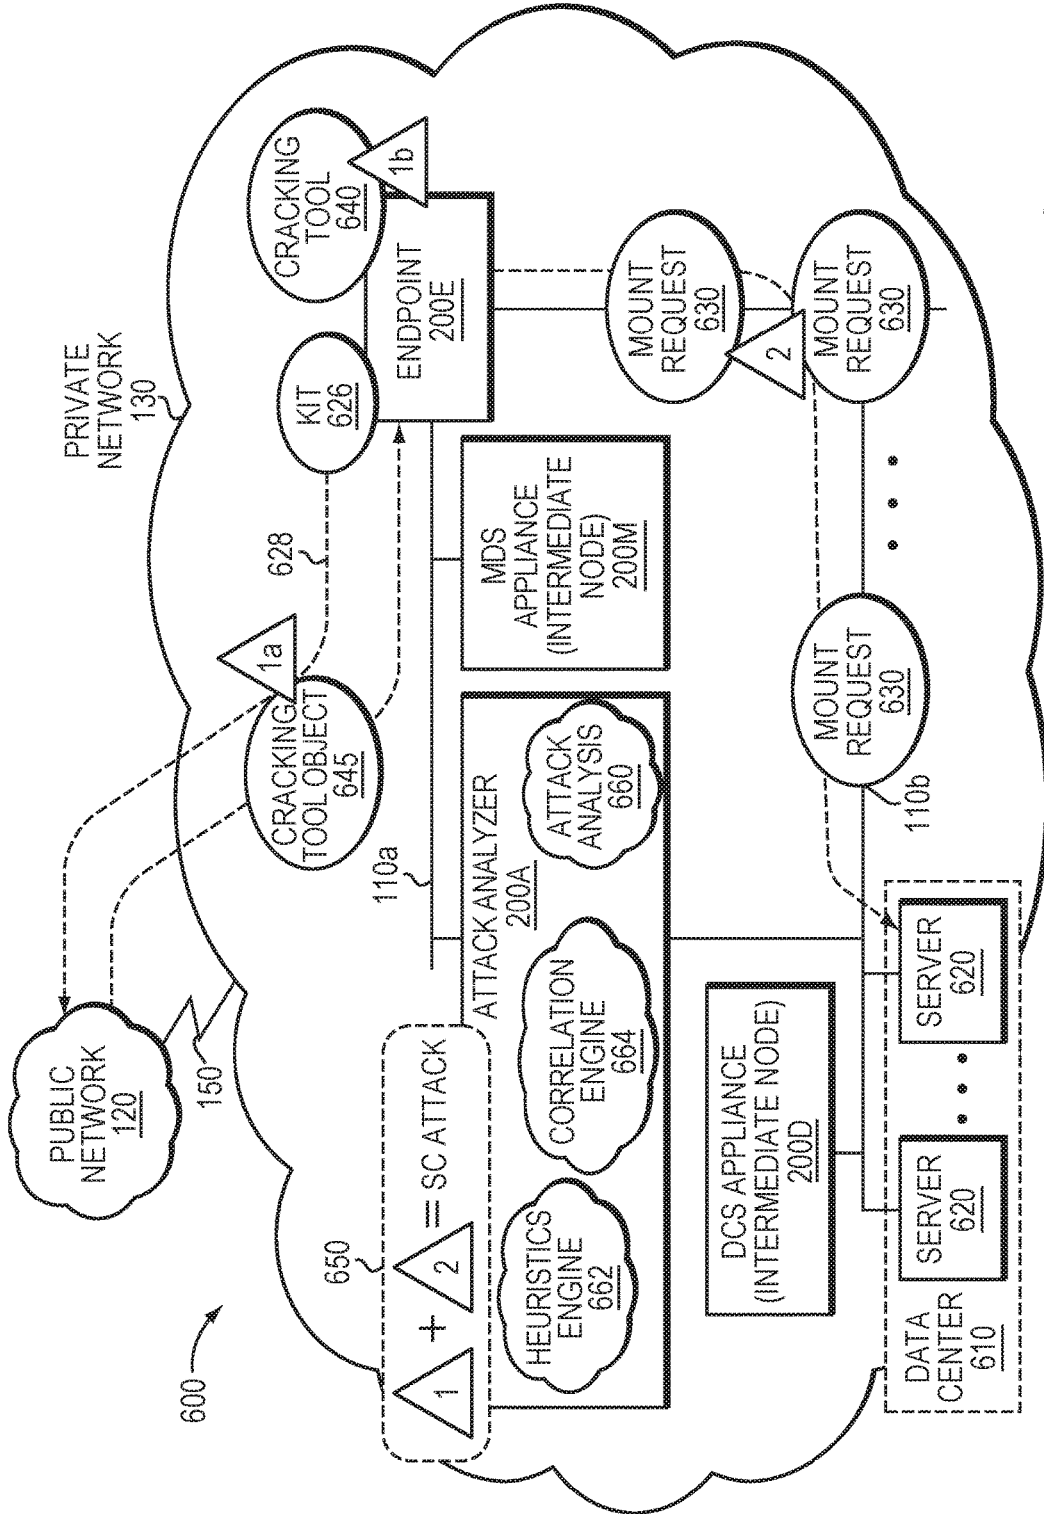 600
PUBLIC
NETWORK
120
150
PRIVATE
NETWORK
130
650
1
+
2
= SC ATTACK
CRACKING
TOOL OBJECT
645
1a
628
KIT
626
CRACKING
TOOL
640
1b
110a
ENDPOINT
200E
ATTACK ANALYZER
200A
HEURISTICS
ENGINE
662
CORRELATION
ENGINE
664
ATTACK
ANALYSIS
660
MDS
APPLIANCE
(INTERMEDIATE
NODE)
200M
MOUNT
REQUEST
630
2
DCS APPLIANCE
(INTERMEDIATE NODE)
200D
MOUNT
REQUEST
630
MOUNT
REQUEST
630
110b
DATA
CENTER
610
SERVER
620
SERVER
620